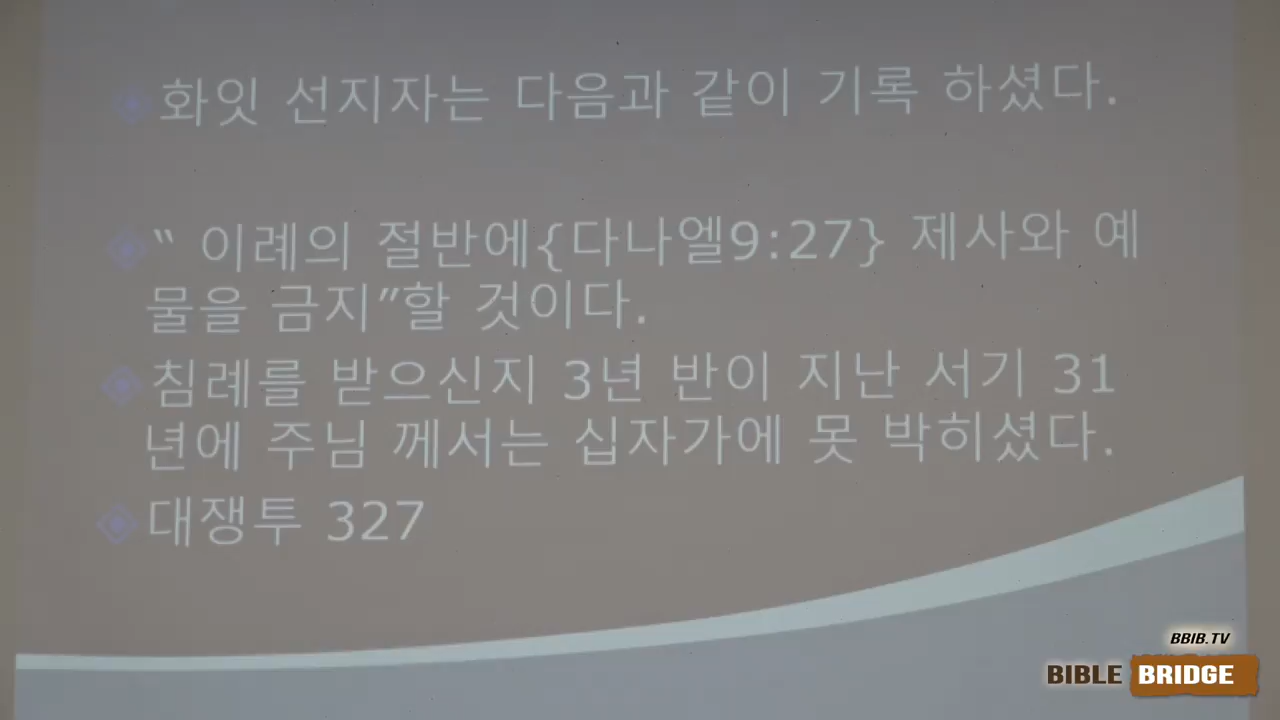 화잇 선지자는 다음과 같이 기록 하셨다.
“ 이례의 절반에{다나엘9:27} 제사와 예
물을 금지”할 것이다.
침례를 받으신지 3년 반이 지난 서기 31
년에 주님 께서는 십자가에 못 박히셨다.
대쟁투 327
BBIB.TV
BIBLE BRIDGE